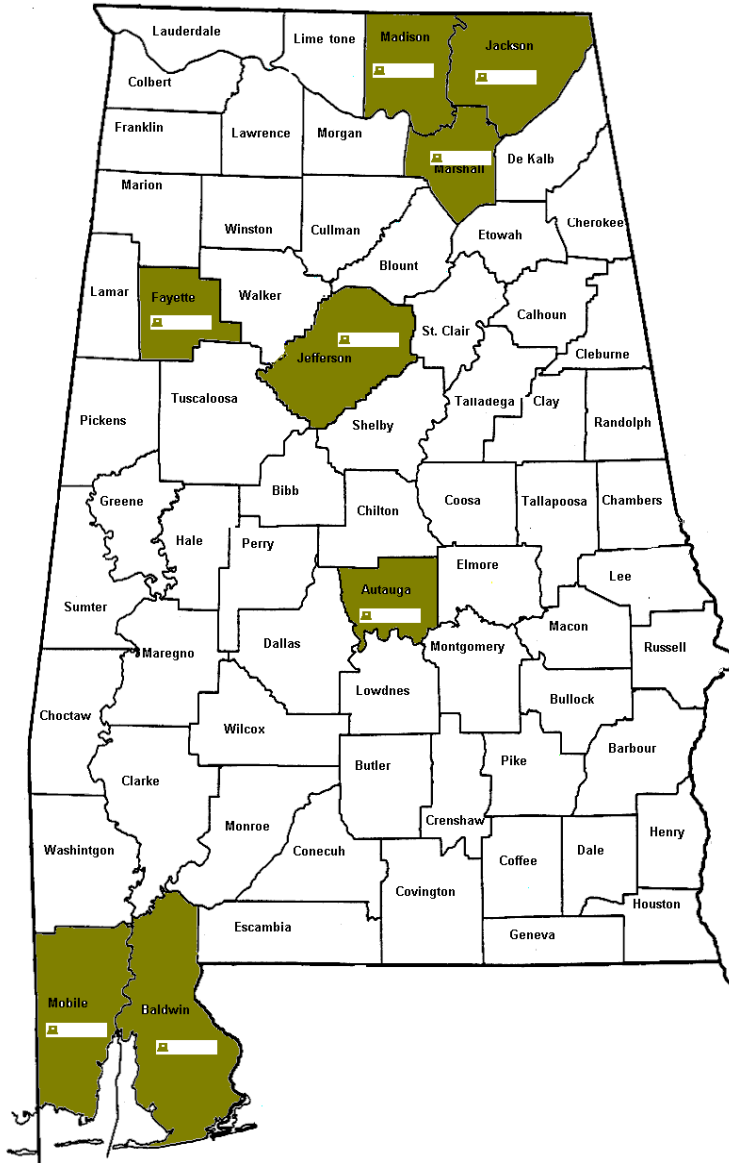 Lauderdale
Lime tone
Madison
Jackson
Colbert
Franklin
Lawrence
Morgan
Marshall
De Kalb
Marion
Winston
Cullman
Blount
Etowah
Cherokee
Lamar
Fayette
Walker
Jefferson
St. Clair
Calhoun
Cleburne
Pickens
Tuscaloosa
Shelby
Talladega
Clay
Randolph
Greene
Bibb
Chilton
Coosa
Tallapoosa
Chambers
Hale
Perry
Sumter
Autauga
Elmore
Lee
Maregno
Dallas
Montgomery
Macon
Russell
Choctaw
Lowdnes
Bullock
Wilcox
Clarke
Butler
Pike
Barbour
Washintgon
Monroe
Crenshaw
Conecuh
Covington
Coffee
Dale
Henry
Houston
Escambia
Geneva
Mobile
Baldwin